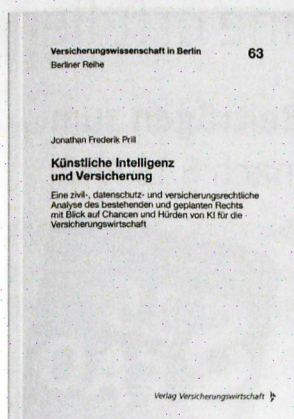 Versicherungswissenschaft in Berlin 63
Berliner Reihe
Jonathan Frederik Prill
Künstliche Intelligenz
und Versicherung
Eine zivil-, datenschutz- und versicherungsrechtliche
Analyse des bestehenden und geplanten Rechts
mit Blick auf Chancen und Hürden von KI für die
Versicherungswirtschaft
Verlag Versicherungswirtschaft